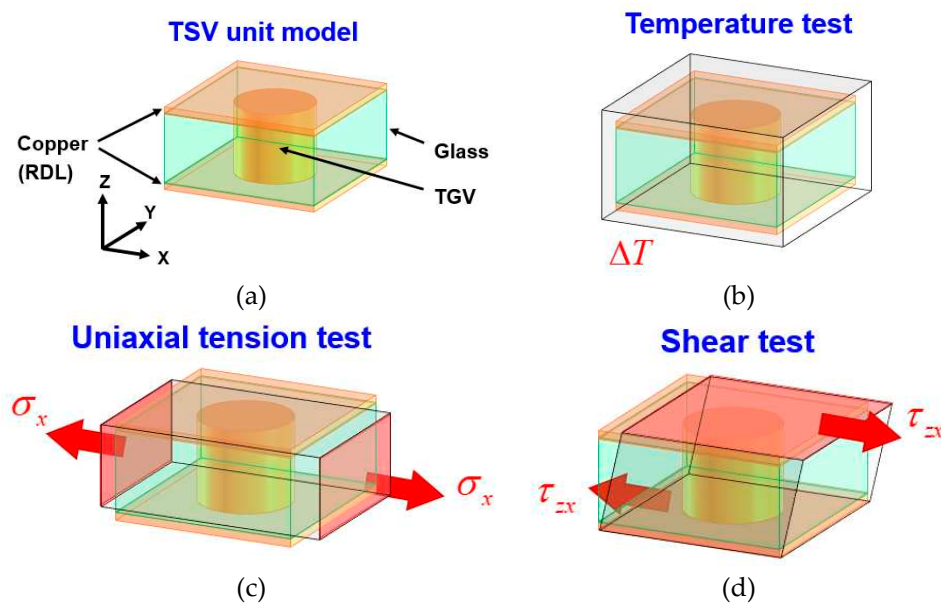 TSV unit model
Copper
(RDL)
Glass
TGV
Z
Y
X
(a)
Temperature test
ΔT
(b)
Uniaxial tension test
σx
σx
(c)
Shear test
τzx
τzx
(d)